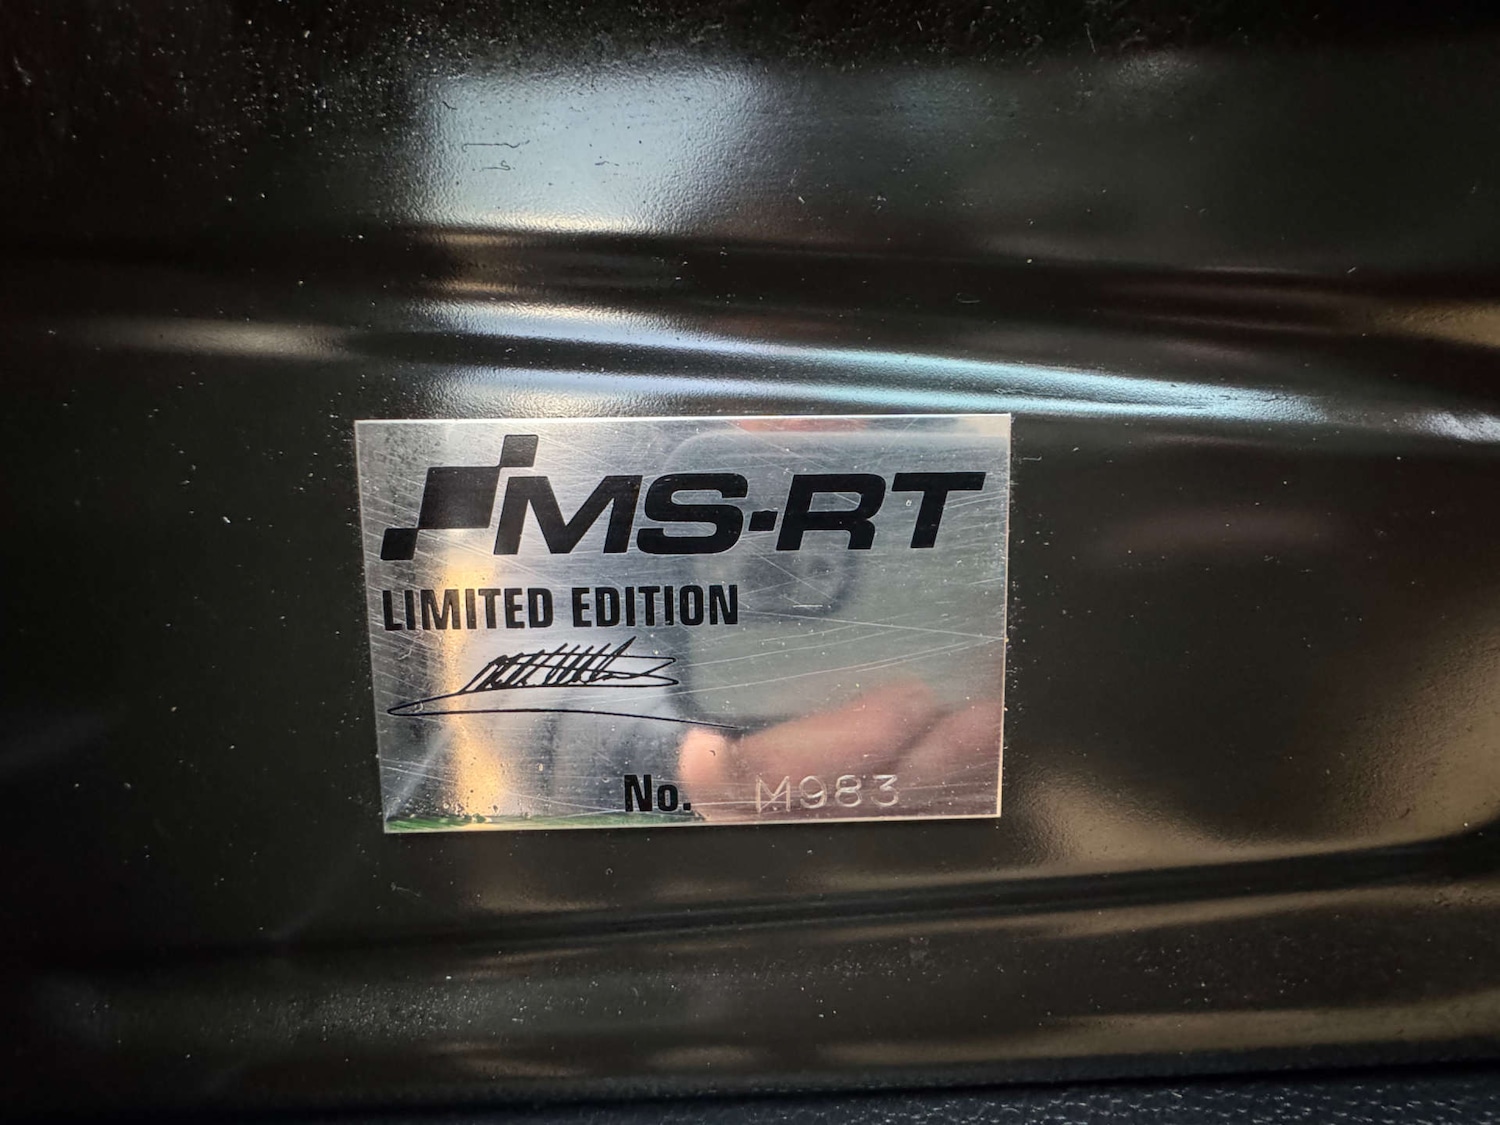 MS-RT
LIMITED EDITION
No. M983